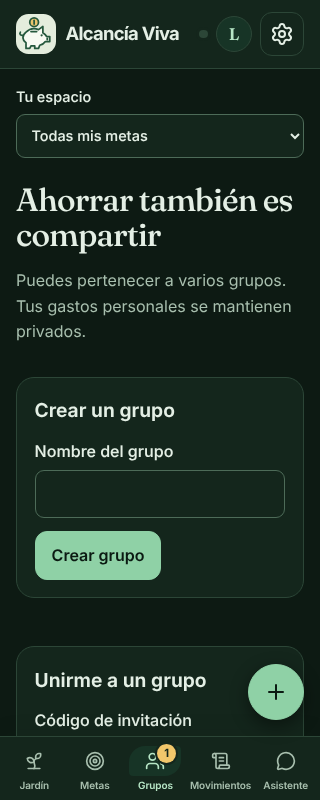 Alcancía Viva
L
Tu espacio
Todas mis metas
Ahorrar también es
compartir
Puedes pertenecer a varios grupos.
Tus gastos personales se mantienen
privados.
Crear un grupo
Nombre del grupo
Crear grupo
Unirme a un grupo
Código de invitación
1
Jardín
Metas
Grupos
Movimientos
Asistente